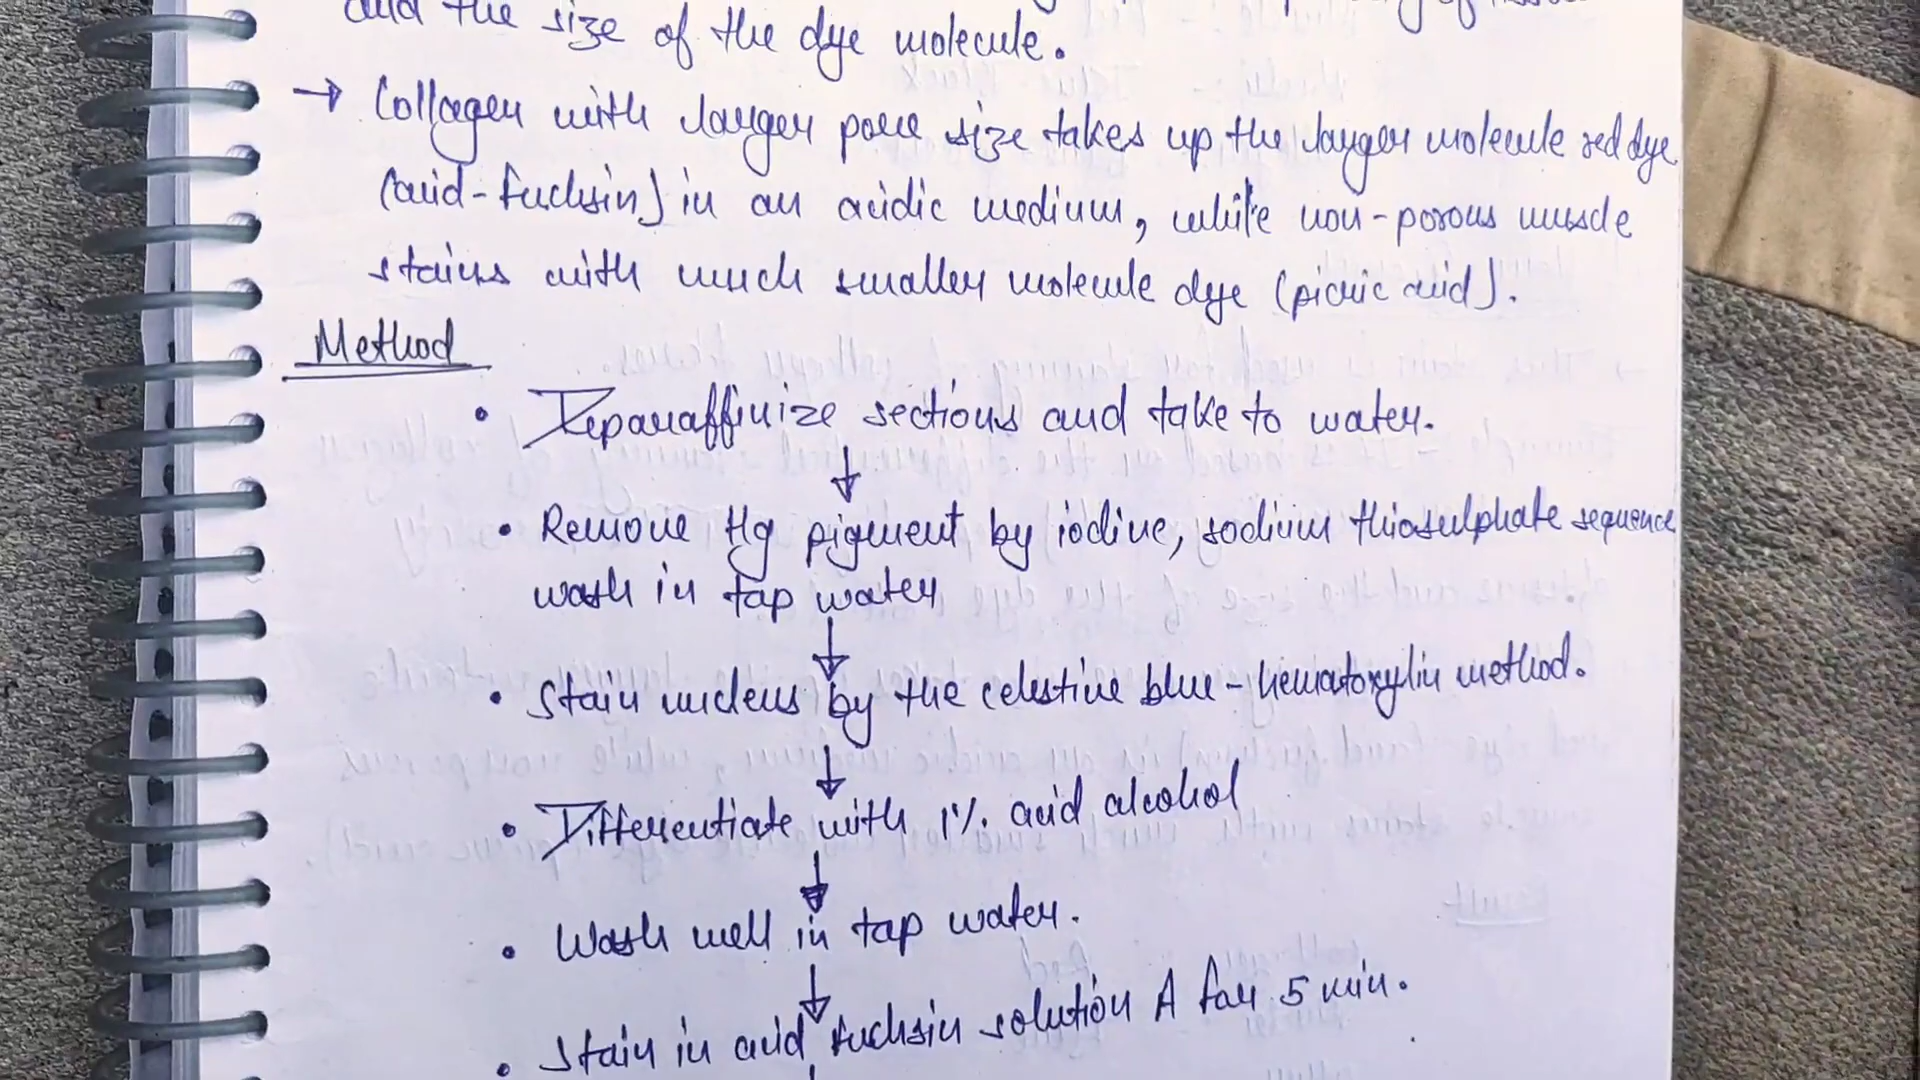 and the size of the dye molecule.
→ Collagen with larger pore size takes up the larger molecule red dye
(acid-fuchsin) in an acidic medium, while non-porous muscle
stains with much smaller molecule dye (picric acid).
Method
• Deparaffinize sections and take to water.
↓
• Remove Hg pigment by iodine, sodium thiosulphate sequence
wash in tap water
↓
• Stain nucleus by the celestine blue-hematoxylin method.
↓
• Differentiate with 1% acid alcohol
↓
• Wash well in tap water.
↓
• Stain in acid fuchsin solution A for 5 min.